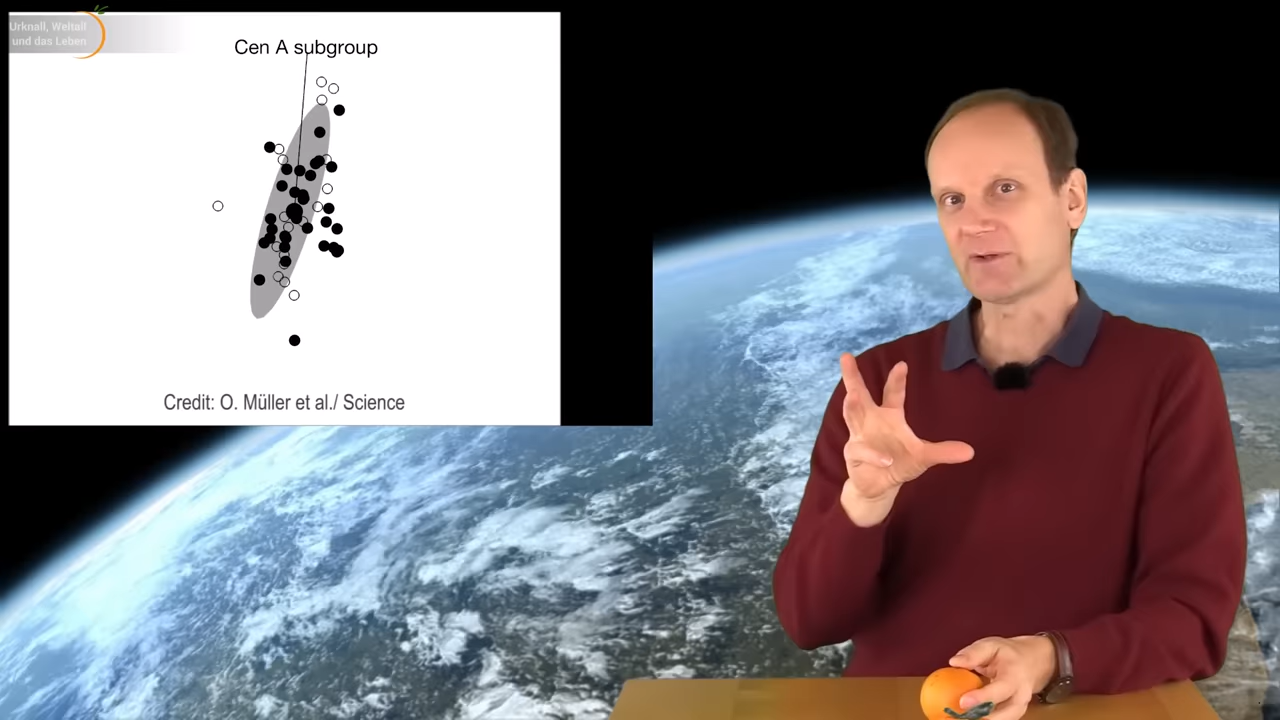 Urknall, Weltall
und das Leben
Cen A subgroup
Credit: O. Müller et al./ Science